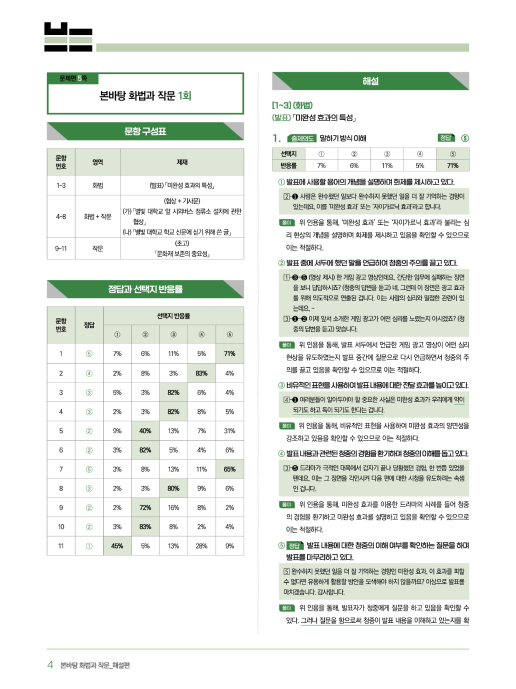 문제편 5쪽
본바탕 화법과 작문 1회
문항 구성표
문항 번호 영역 제재
1~3 화법 (발표) 「미완성 효과의 특성」
4~8 화법 + 작문 (협상 + 기사문)
(가) 「별빛 대학교 앞 시외버스 정류소 설치에 관한 협상」
(나) 「별빛 대학교 학교 신문에 싣기 위해 쓴 글」
9~11 작문 (초고)
「문화재 보존의 중요성」
정답과 선택지 반응률
문항 번호 정답 선택지 반응률
① ② ③ ④ ⑤
1 ⑤ 7% 6% 11% 5% 71%
2 ④ 2% 8% 3% 83% 4%
3 ③ 5% 3% 82% 6% 4%
4 ③ 2% 3% 82% 8% 5%
5 ② 9% 40% 13% 7% 31%
6 ② 3% 82% 5% 4% 6%
7 ⑤ 3% 8% 13% 11% 65%
8 ③ 2% 3% 80% 9% 6%
9 ② 2% 72% 16% 8% 2%
10 ② 3% 83% 8% 2% 4%
11 ① 45% 5% 13% 28% 9%
해설
[1~3] (화법)
(발표) 「미완성 효과의 특성」
1. 출제의도 말하기 방식 이해 정답 ⑤
선택지 ① ② ③ ④ ⑤
반응률 7% 6% 11% 5% 71%
① 발표에 사용할 용어의 개념을 설명하며 화제를 제시하고 있다.
2-❶ 사람은 완수했던 일보다 완수하지 못했던 일을 더 잘 기억하는 경향이
있는데요, 이를 '미완성 효과' 또는 '자이가르닉 효과'라고 합니다.
풀이 위 인용을 통해, '미완성 효과' 또는 '자이가르닉 효과'라 불리는 심
리 현상의 개념을 설명하며 화제를 제시하고 있음을 확인할 수 있으므로
이는 적절하다.
② 발표 중에 서두에 했던 말을 언급하여 청중의 주의를 끌고 있다.
(영상 제시) 한 게임 광고 영상인데요, 간단한 임무에 실패하는 장면
을 보니 답답하시죠? (청중의 반응을 듣고) 네, 그런데 이 장면은 광고 효과
를 위해 의도적으로 연출된 겁니다. 이는 사람의 심리와 밀접한 관련이 있
는데요, ~
이제 앞서 소개한 게임 광고가 어떤 심리를 노렸는지 아시겠죠? (청
중의 반응을 듣고) 맞습니다.
풀이 위 인용을 통해, 발표 서두에서 언급한 게임 광고 영상이 어떤 심리
현상을 유도하였는지 발표 중간에 질문으로 다시 언급하면서 청중의 주
의를 끌고 있음을 확인할 수 있으므로 이는 적절하다.
③ 비유적인 표현을 사용하여 발표 내용에 대한 전달 효과를 높이고 있다.
4-❶ 여러분들이 알아두어야 할 중요한 사실은 미완성 효과가 우리에게 약이
되기도 하고 독이 되기도 한다는 겁니다.
풀이 위 인용을 통해, 비유적인 표현을 사용하여 미완성 효과의 양면성을
강조하고 있음을 확인할 수 있으므로 이는 적절하다.
④ 발표 내용과 관련된 청중의 경험을 환기하며 청중의 이해를 돕고 있다.
드라마가 극적인 대목에서 갑자기 끝나 당황했던 경험, 한 번쯤 있었을
텐데요, 이는 그 장면을 각인시켜 다음 편에 대한 시청을 유도하려는 속셈
인 겁니다.
풀이 위 인용을 통해, 미완성 효과를 이용한 드라마의 사례를 들어 청중
의 경험을 환기하고 미완성 효과를 설명하고 있음을 확인할 수 있으므로
이는 적절하다.
⑤ 정답 발표 내용에 대한 청중의 이해 여부를 확인하는 질문을 하며
발표를 마무리하고 있다.
5 완수하지 못했던 일을 더 잘 기억하는 경향인 미완성 효과, 이 효과를 피할
수 없다면 유용하게 활용할 방안을 모색해야 하지 않을까요? 이상으로 발표를
마치겠습니다. 감사합니다.
풀이 위 인용을 통해, 발표자가 청중에게 질문을 하고 있음을 확인할 수
있다. 그러나 질문을 함으로써 청중이 발표 내용을 이해하고 있는지를 확
4 본바탕 화법과 작문_해설편